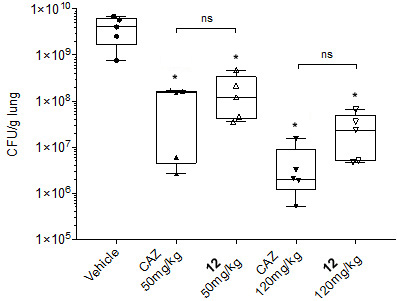 CFU/g lung
1×10¹⁰
1×10⁹
1×10⁸
1×10⁷
1×10⁶
1×10⁵
ns
ns
*
*
*
*
Vehicle
CAZ
50mg/kg
12
50mg/kg
CAZ
120mg/kg
12
120mg/kg